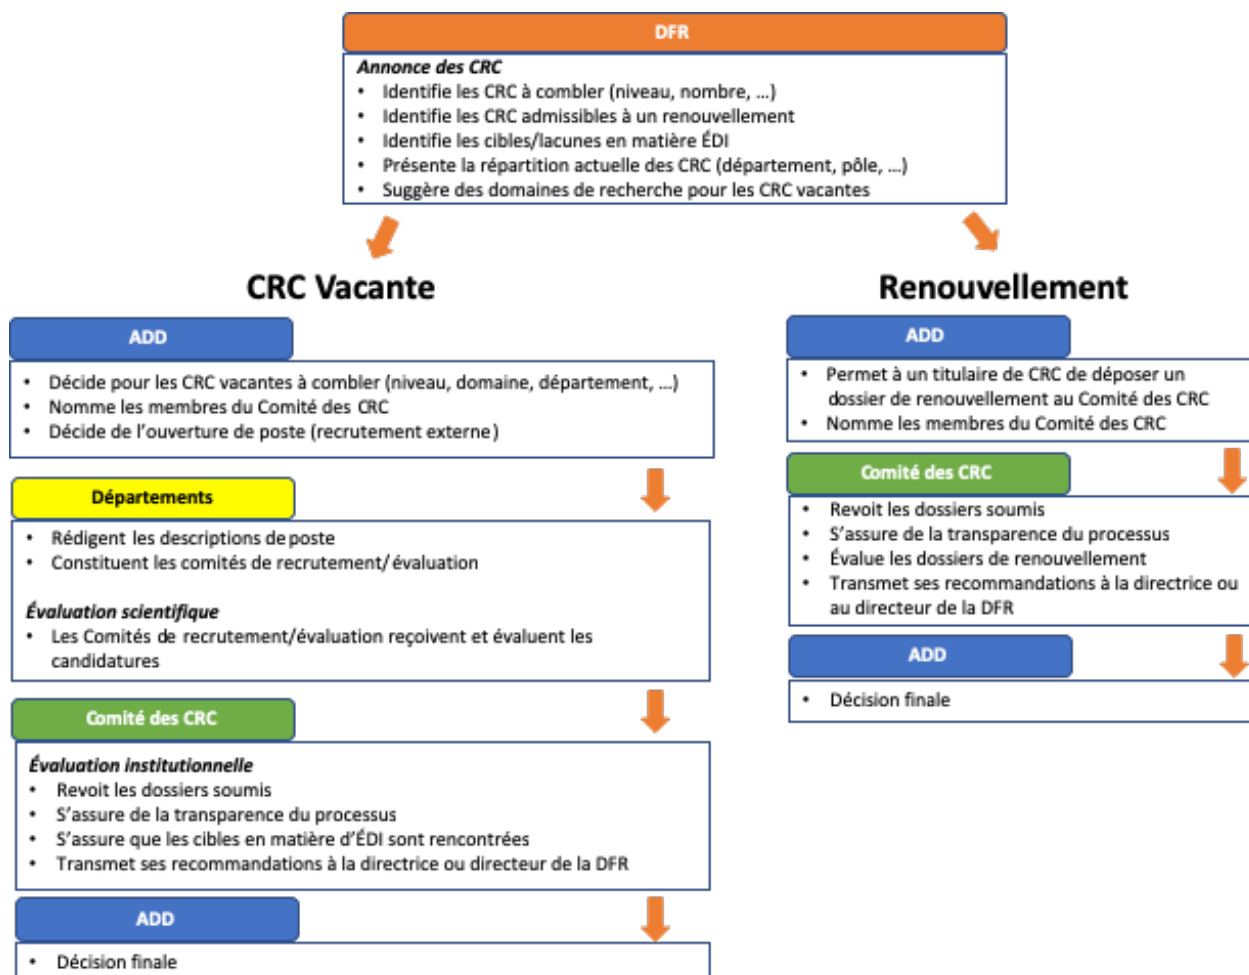 DFR
Annonce des CRC
• Identifie les CRC à combler (niveau, nombre, …)
• Identifie les CRC admissibles à un renouvellement
• Identifie les cibles/lacunes en matière ÉDI
• Présente la répartition actuelle des CRC (département, pôle, …)
• Suggère des domaines de recherche pour les CRC vacantes
CRC Vacante
ADD
• Décide pour les CRC vacantes à combler (niveau, domaine, département, …)
• Nomme les membres du Comité des CRC
• Décide de l'ouverture de poste (recrutement externe)
Départements
• Rédigent les descriptions de poste
• Constituent les comités de recrutement/évaluation
Évaluation scientifique
• Les Comités de recrutement/évaluation reçoivent et évaluent les
candidatures
Comité des CRC
Évaluation institutionnelle
• Revoit les dossiers soumis
• S'assure de la transparence du processus
• S'assure que les cibles en matière d'ÉDI sont rencontrées
• Transmet ses recommandations à la directrice ou directeur de la DFR
ADD
• Décision finale
Renouvellement
ADD
• Permet à un titulaire de CRC de déposer un
dossier de renouvellement au Comité des CRC
• Nomme les membres du Comité des CRC
Comité des CRC
• Revoit les dossiers soumis
• S'assure de la transparence du processus
• Évalue les dossiers de renouvellement
• Transmet ses recommandations à la directrice ou
au directeur de la DFR
ADD
• Décision finale